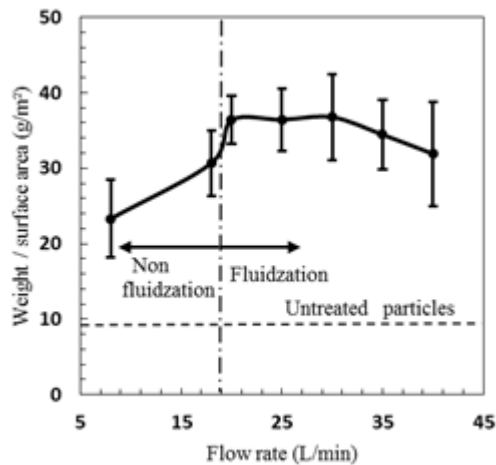 50
40
30
20
10
0
Weight / surface area (g/m²)
Non
fluidzation
Fluidzation
Untreated particles
5 15 25 35 45
Flow rate (L/min)